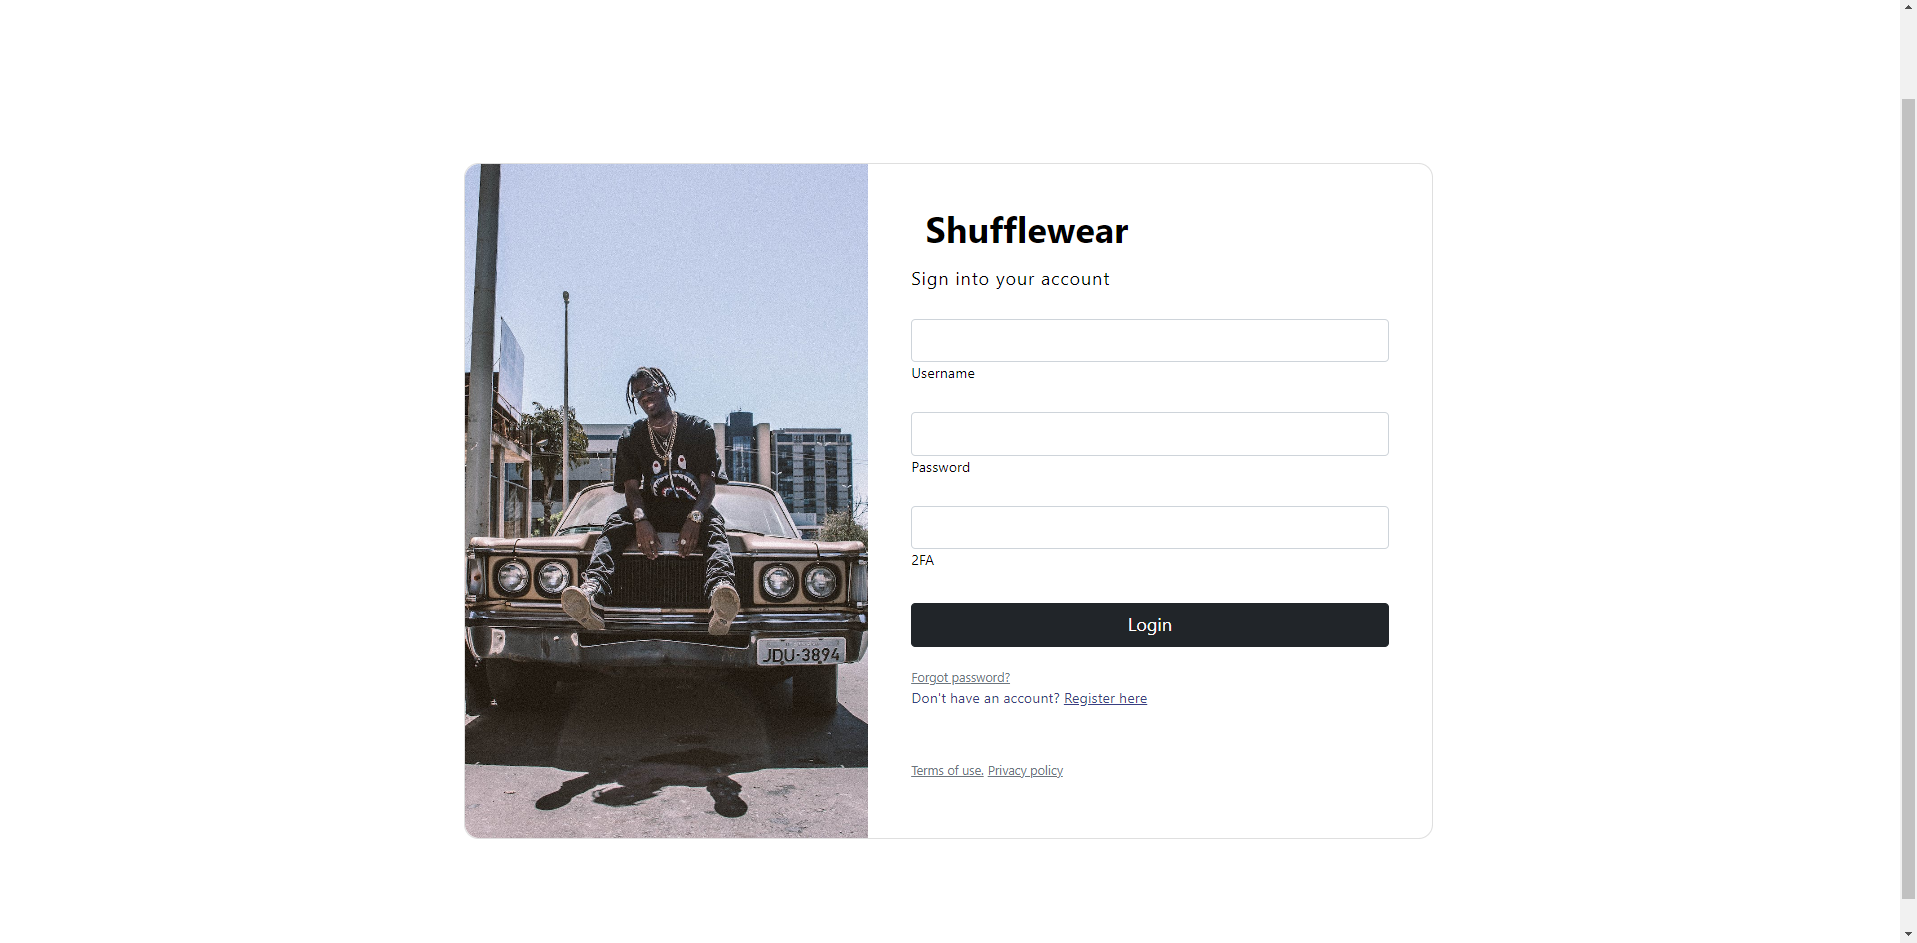 Shufflewear
Sign into your account
Username
Password
2FA
Login
Forgot password?
Don't have an account? Register here
Terms of use. Privacy policy
JDU-3894